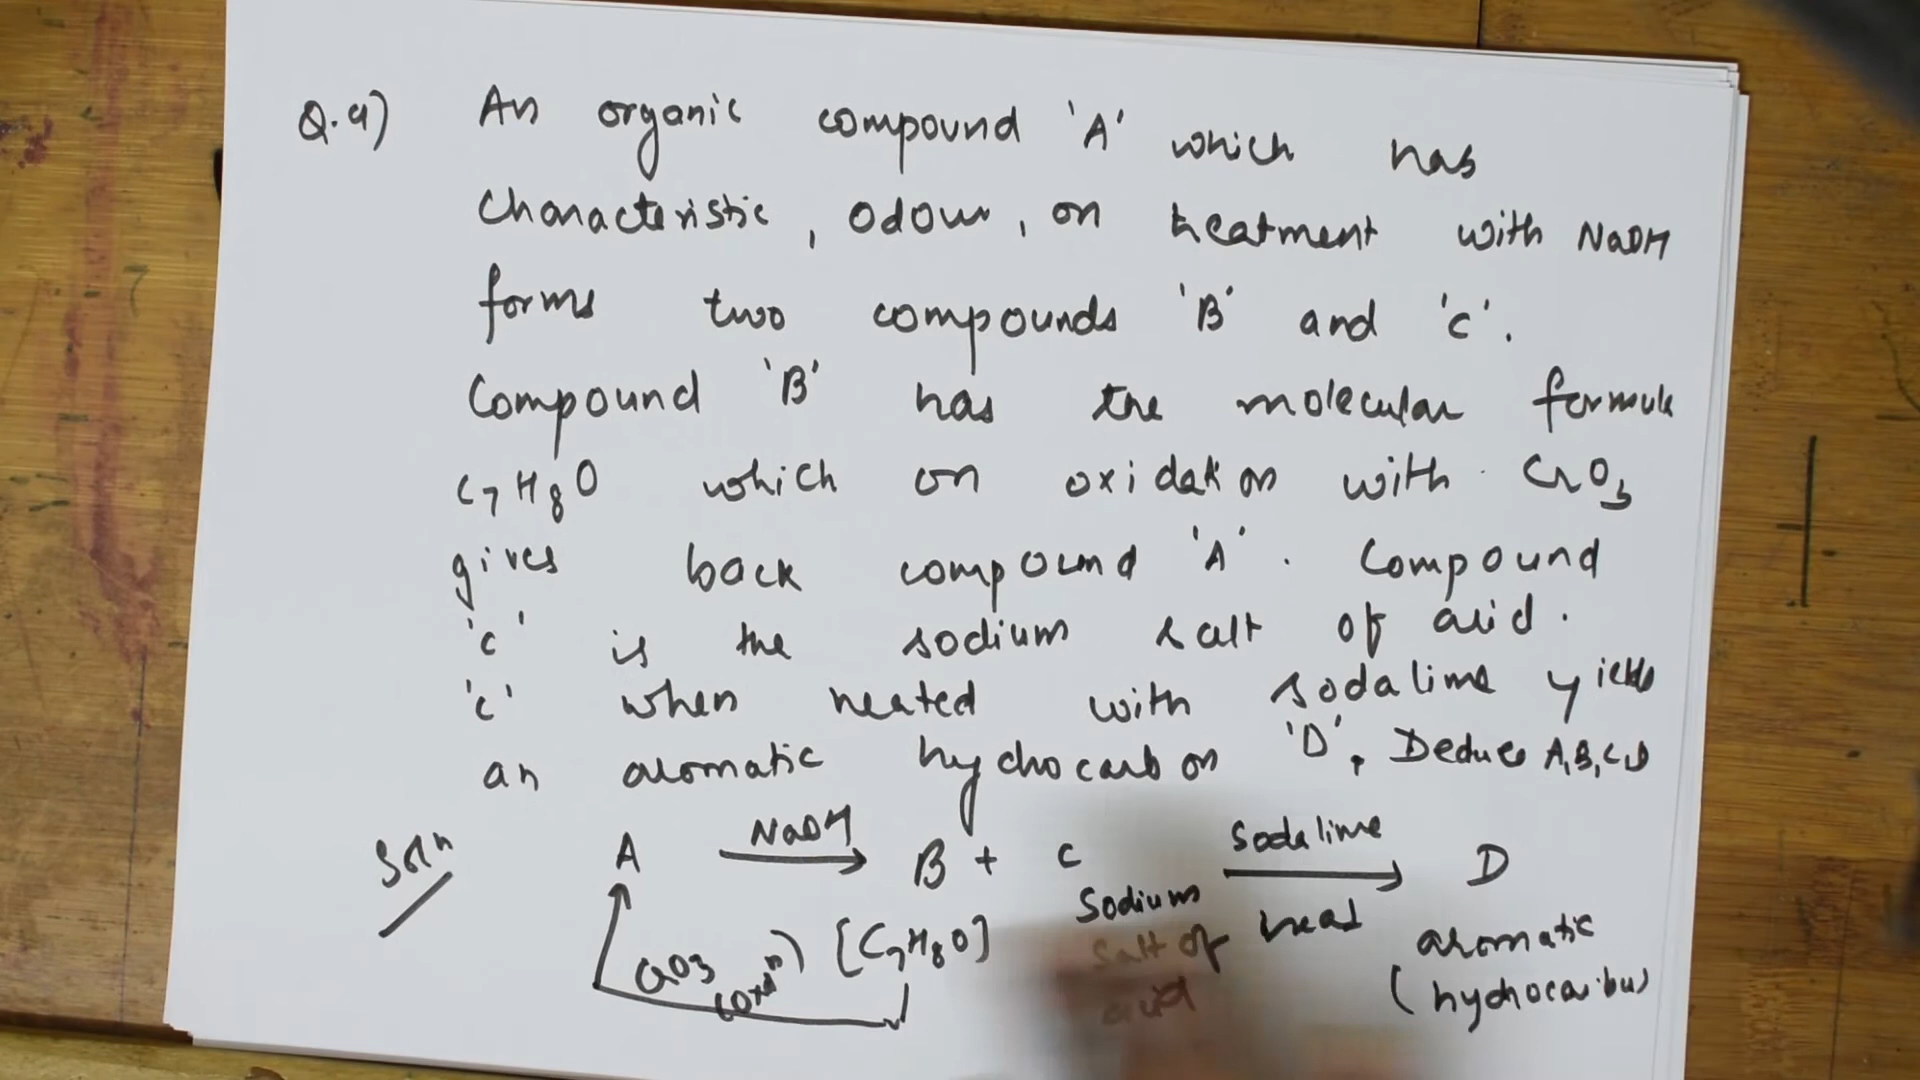 Q.9) An organic compound 'A' which has
characteristic, odour, on treatment with NaOH
forms two compounds 'B' and 'C'.
Compound 'B' has the molecular formula
C7H8O which on oxidation with CrO3
gives back compound 'A'. Compound
'C' is the sodium salt of acid.
'C' when heated with sodalime yields
an aromatic hydrocarbon 'D'. Deduce A,B,C,D
Soln A NaOH B + C Sodalime D
Sodium heat aromatic
CrO3 (Oxdn) [C7H8O] salt of (hydrocarbon)
acid